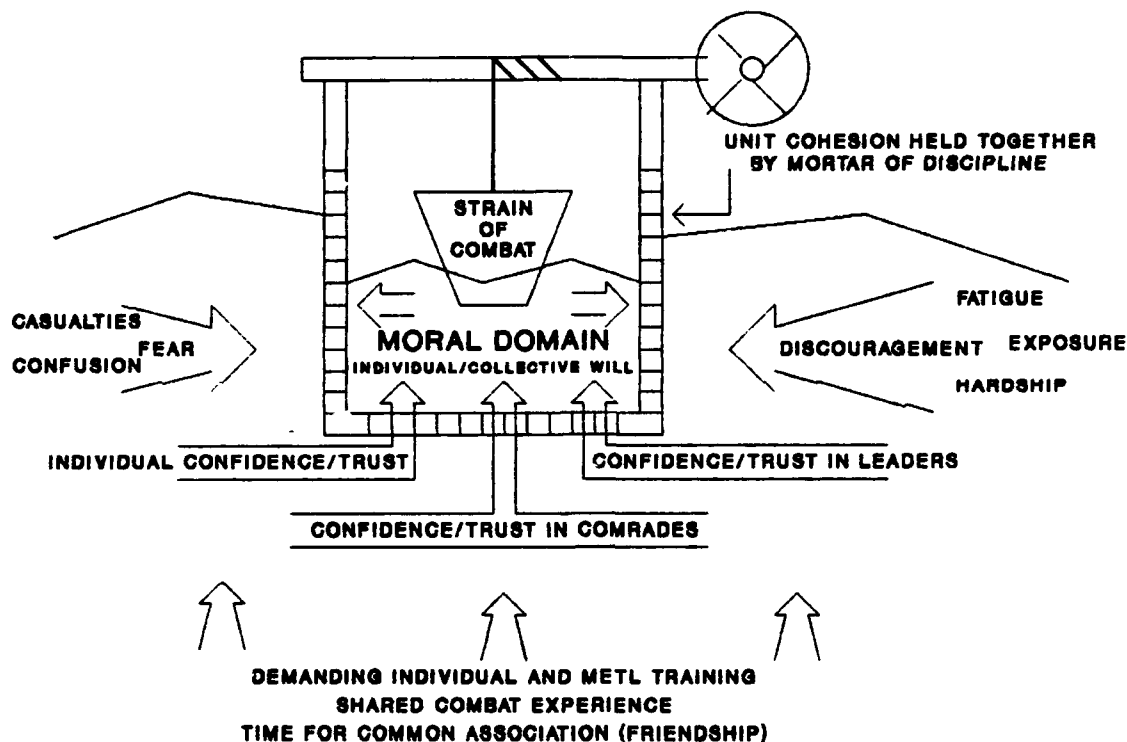 UNIT COHESION HELD TOGETHER
BY MORTAR OF DISCIPLINE
STRAIN
OF
COMBAT
CASUALTIES
FEAR
CONFUSION
MORAL DOMAIN
INDIVIDUAL/COLLECTIVE WILL
FATIGUE
DISCOURAGEMENT
EXPOSURE
HARDSHIP
INDIVIDUAL CONFIDENCE/TRUST
CONFIDENCE/TRUST IN LEADERS
CONFIDENCE/TRUST IN COMRADES
DEMANDING INDIVIDUAL AND METL TRAINING
SHARED COMBAT EXPERIENCE
TIME FOR COMMON ASSOCIATION (FRIENDSHIP)